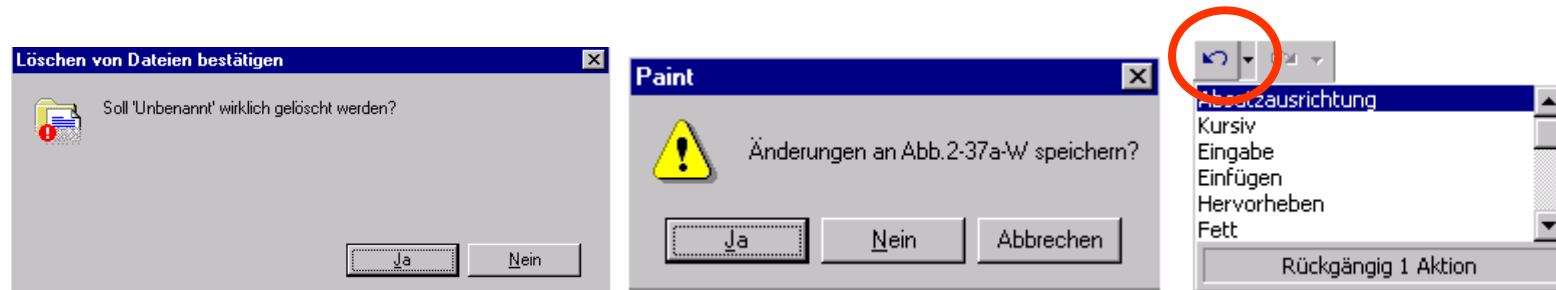 Löschen von Dateien bestätigen
Soll 'Unbenannt' wirklich gelöscht werden?
Ja
Nein
Paint
Änderungen an Abb.2-37a-W speichern?
Ja
Nein
Abbrechen
Absatzausrichtung
Kursiv
Eingabe
Einfügen
Hervorheben
Fett
Rückgängig 1 Aktion